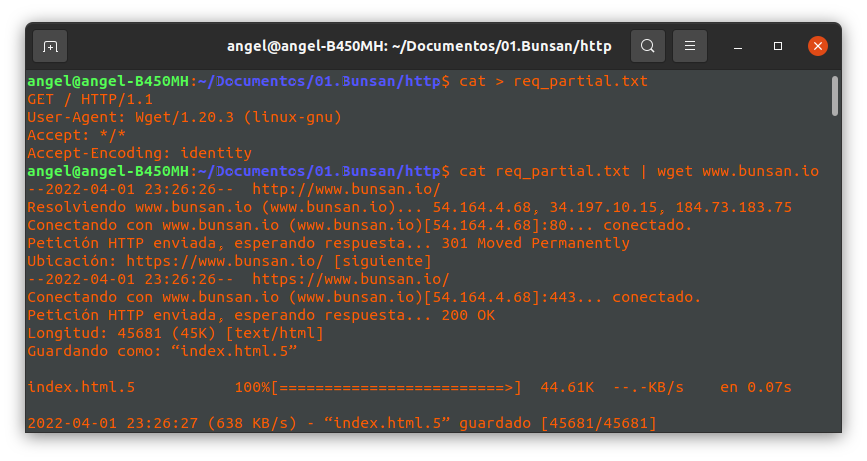 angel@angel-B450MH: ~/Documentos/01.Bunsan/http
angel@angel-B450MH:~/Documentos/01.Bunsan/http$ cat > req_partial.txt
GET / HTTP/1.1
User-Agent: Wget/1.20.3 (linux-gnu)
Accept: */*
Accept-Encoding: identity
angel@angel-B450MH:~/Documentos/01.Bunsan/http$ cat req_partial.txt | wget www.bunsan.io
--2022-04-01 23:26:26--  http://www.bunsan.io/
Resolviendo www.bunsan.io (www.bunsan.io)... 54.164.4.68, 34.197.10.15, 184.73.183.75
Conectando con www.bunsan.io (www.bunsan.io)[54.164.4.68]:80... conectado.
Petición HTTP enviada, esperando respuesta... 301 Moved Permanently
Ubicación: https://www.bunsan.io/ [siguiente]
--2022-04-01 23:26:26--  https://www.bunsan.io/
Conectando con www.bunsan.io (www.bunsan.io)[54.164.4.68]:443... conectado.
Petición HTTP enviada, esperando respuesta... 200 OK
Longitud: 45681 (45K) [text/html]
Guardando como: “index.html.5”
index.html.5           100%[==========================>]  44.61K  --.-KB/s    en 0.07s
2022-04-01 23:26:27 (638 KB/s) - “index.html.5” guardado [45681/45681]